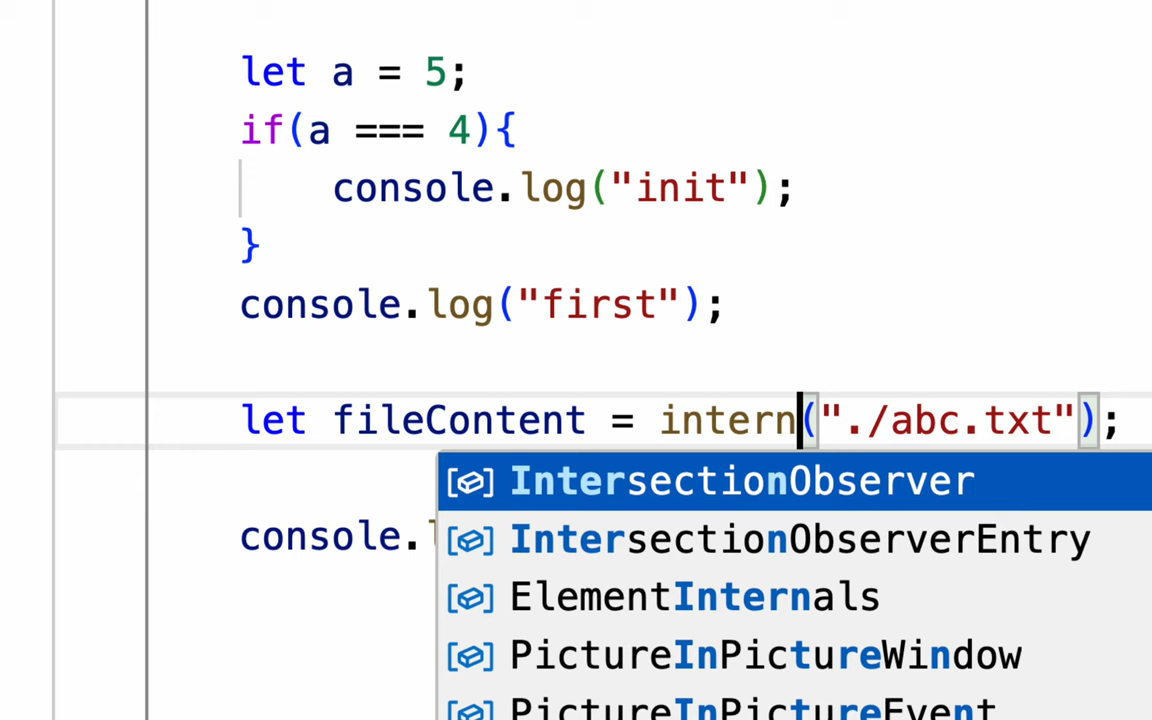 let a = 5;
if(a === 4){
console.log("init");
}
console.log("first");
let fileContent = intern("./abc.txt");
IntersectionObserver
console.
IntersectionObserverEntry
ElementInternals
PictureInPictureWindow
PictureInPictureEvent